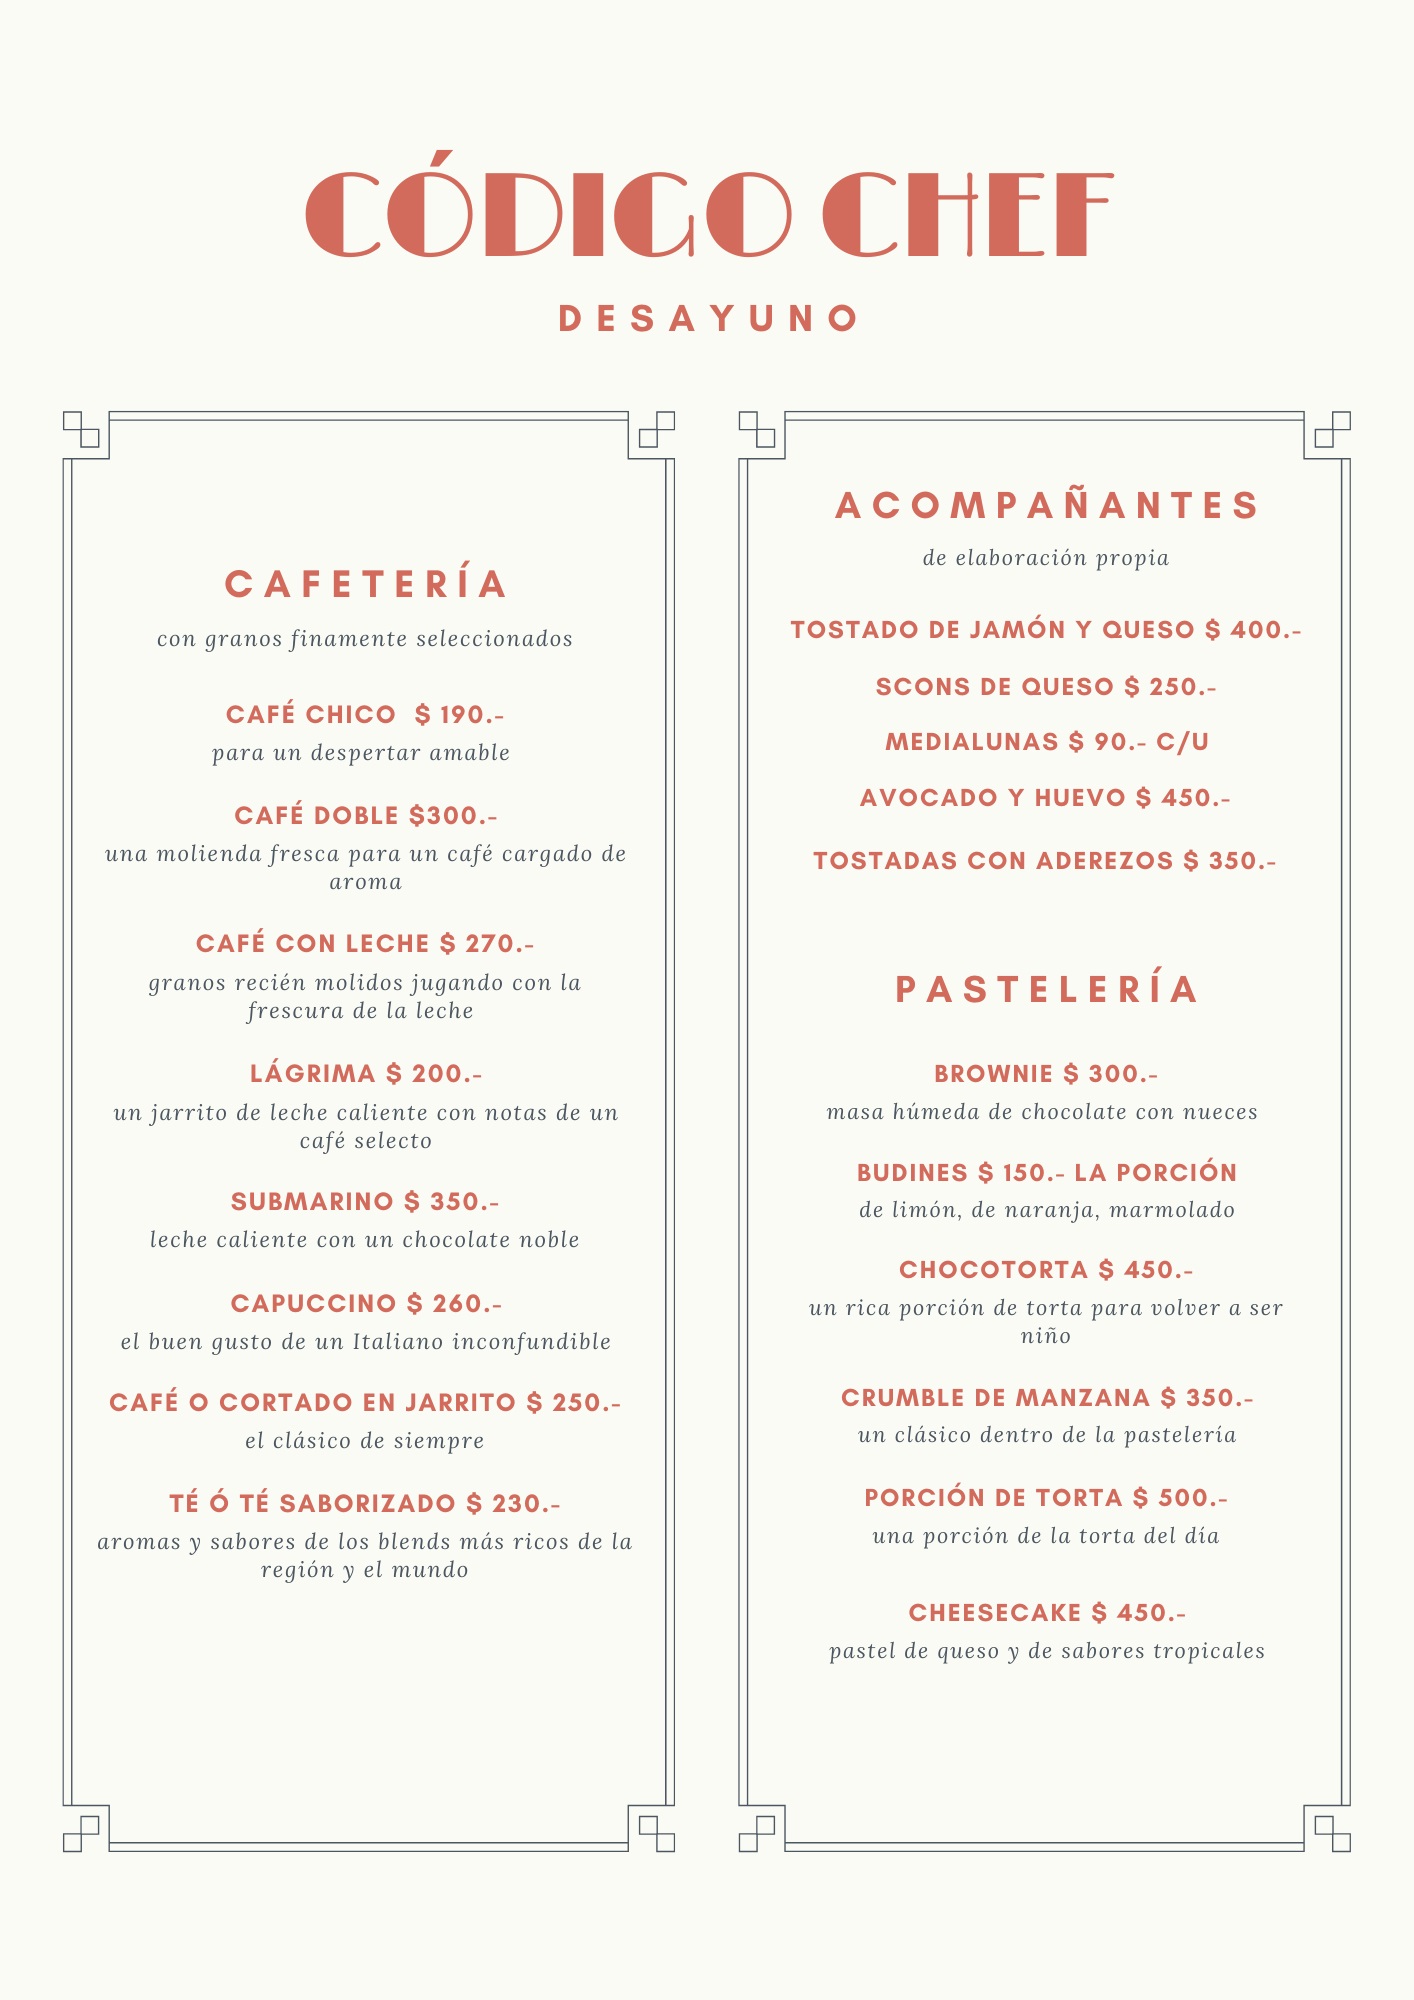 CÓDIGO CHEF
DESAYUNO
CAFETERÍA
con granos finamente seleccionados
CAFÉ CHICO $ 190.-
para un despertar amable
CAFÉ DOBLE $300.-
una molienda fresca para un café cargado de
aroma
CAFÉ CON LECHE $ 270.-
granos recién molidos jugando con la
frescura de la leche
LÁGRIMA $ 200.-
un jarrito de leche caliente con notas de un
café selecto
SUBMARINO $ 350.-
leche caliente con un chocolate noble
CAPUCCINO $ 260.-
el buen gusto de un Italiano inconfundible
CAFÉ O CORTADO EN JARRITO $ 250.-
el clásico de siempre
TÉ Ó TÉ SABORIZADO $ 230.-
aromas y sabores de los blends más ricos de la
región y el mundo
ACOMPAÑANTES
de elaboración propia
TOSTADO DE JAMÓN Y QUESO $ 400.-
SCONS DE QUESO $ 250.-
MEDIALUNAS $ 90.- C/U
AVOCADO Y HUEVO $ 450.-
TOSTADAS CON ADEREZOS $ 350.-
PASTELERÍA
BROWNIE $ 300.-
masa húmeda de chocolate con nueces
BUDINES $ 150.- LA PORCIÓN
de limón, de naranja, marmolado
CHOCOTORTA $ 450.-
un rica porción de torta para volver a ser
niño
CRUMBLE DE MANZANA $ 350.-
un clásico dentro de la pastelería
PORCIÓN DE TORTA $ 500.-
una porción de la torta del día
CHEESECAKE $ 450.-
pastel de queso y de sabores tropicales